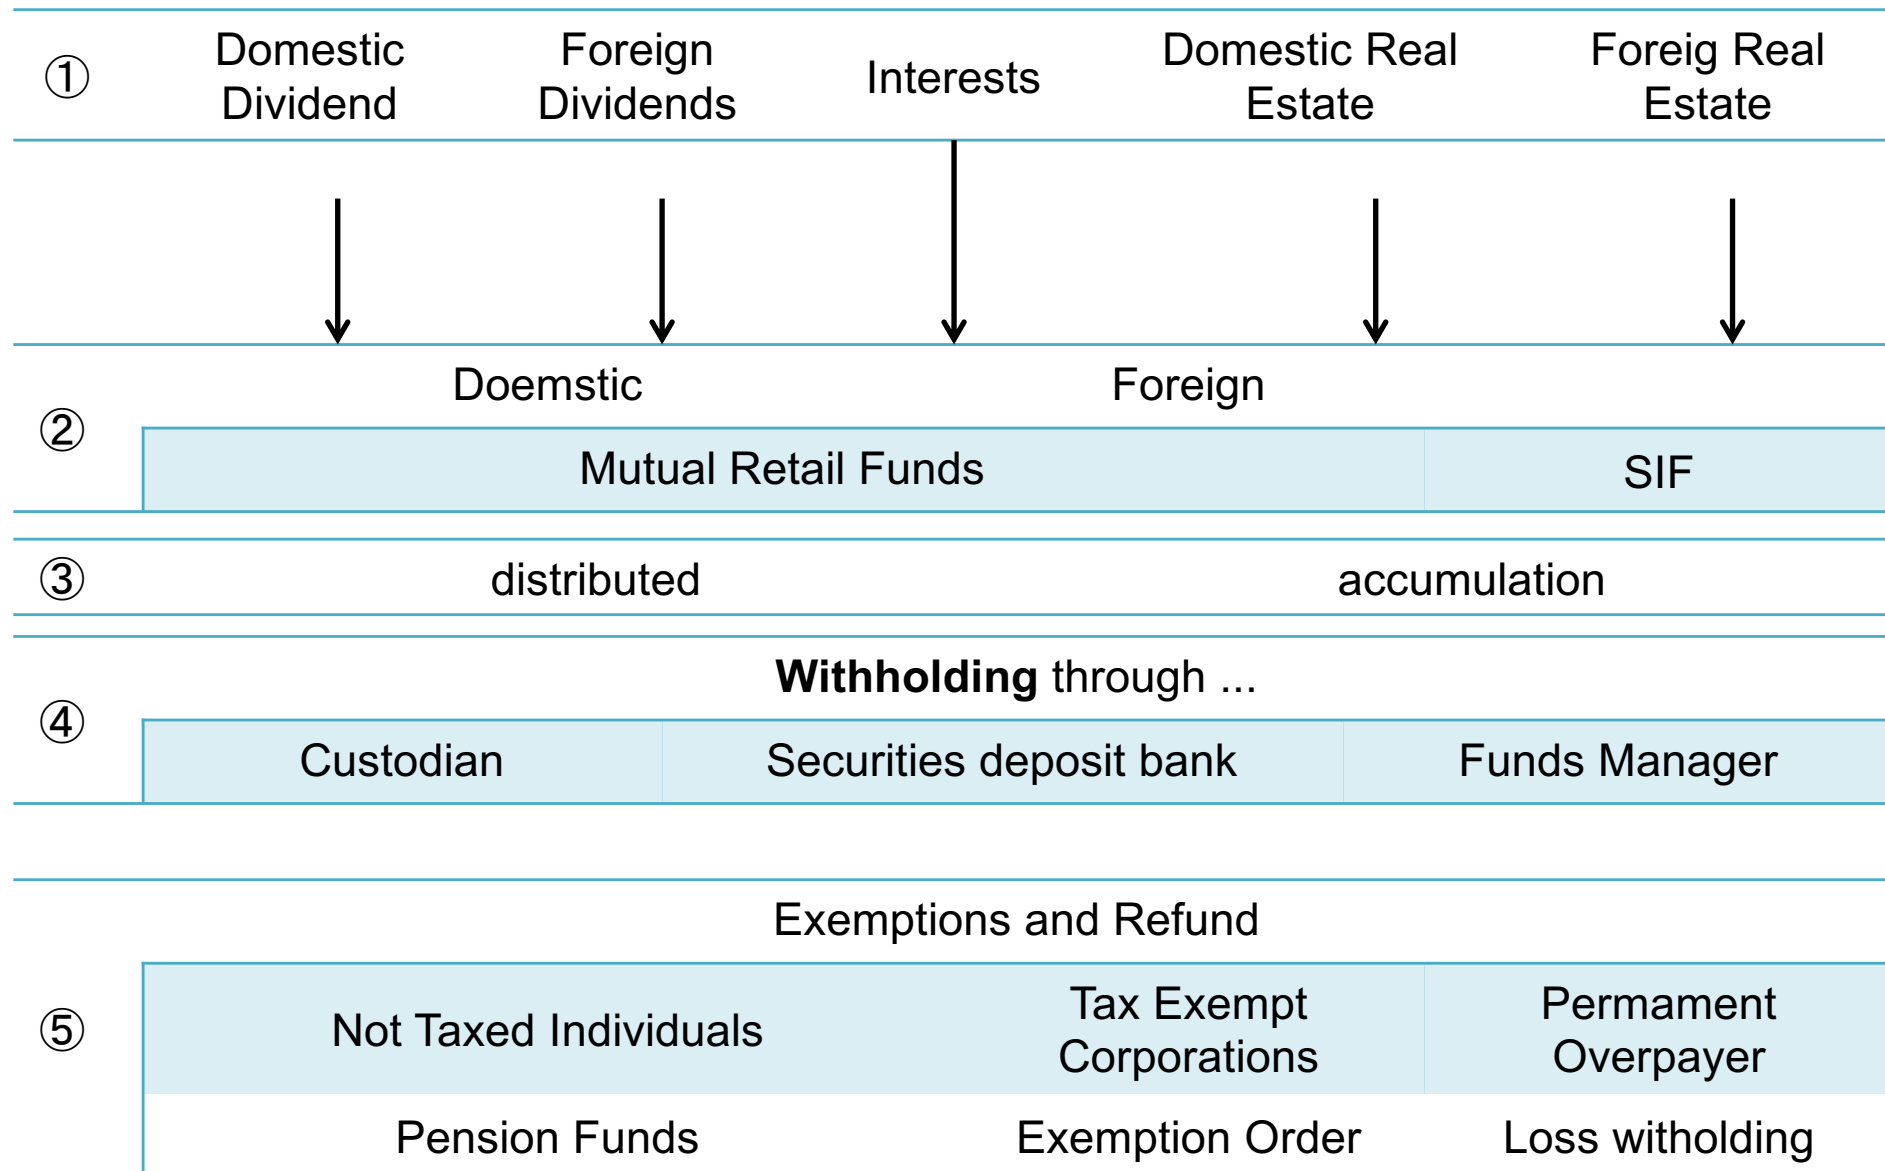 ①
Domestic
Dividend
Foreign
Dividends
Interests
Domestic Real
Estate
Foreig Real
Estate
②
Doemstic
Foreign
Mutual Retail Funds
SIF
③
distributed
accumulation
④
Withholding through ...
Custodian
Securities deposit bank
Funds Manager
⑤
Exemptions and Refund
Not Taxed Individuals
Tax Exempt
Corporations
Permament
Overpayer
Pension Funds
Exemption Order
Loss witholding